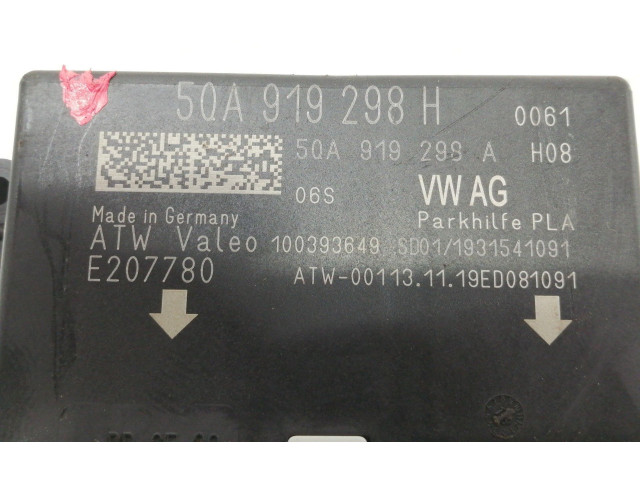 5QA 919 298 H 0061
5QA 919 298 A H08
06S VW AG
Made in Germany Parkhilfe PLA
ATW Valeo 100393649 SD01/1931541091
E207780 ATW-00113.11.19ED081091